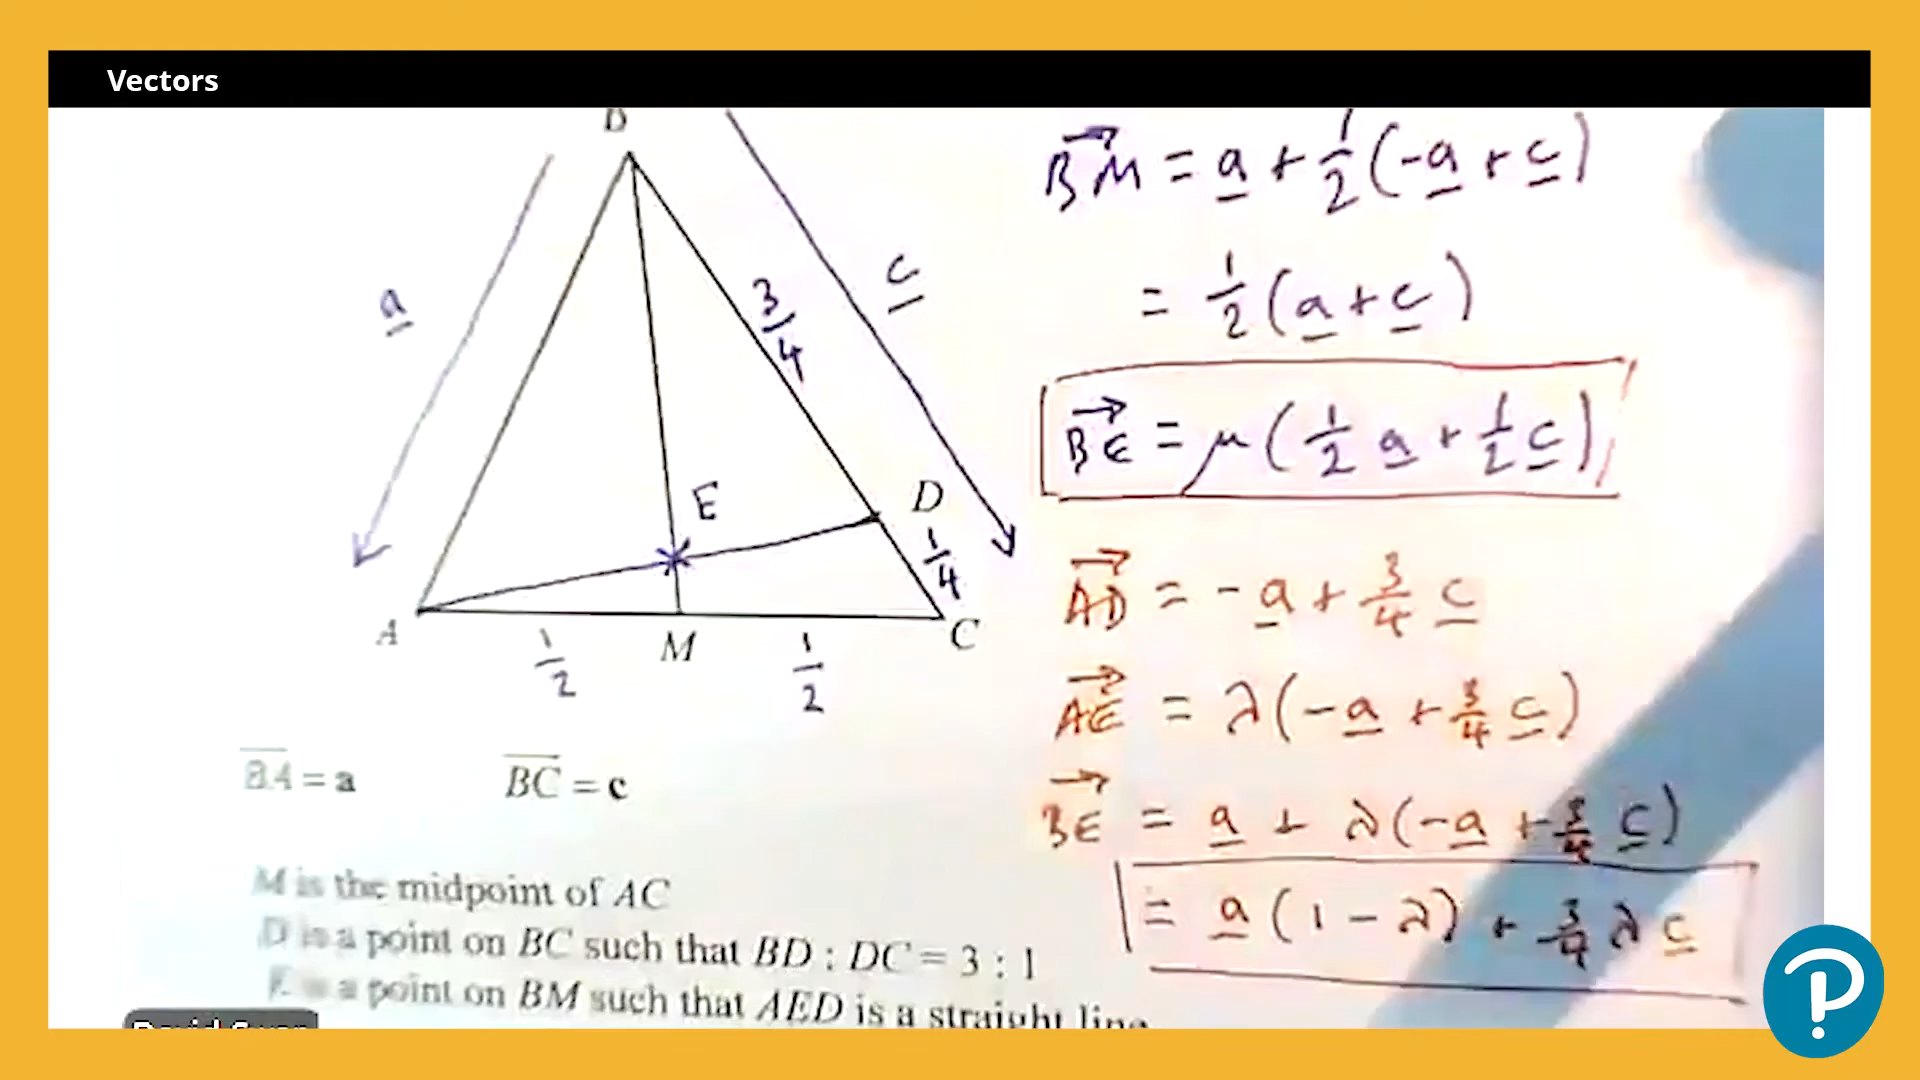 Vectors
B
a
c
3/4
E
D
1/4
A
M
C
1/2
1/2
BM = a + 1/2(-a + c)
= 1/2(a + c)
BE = μ(1/2 a + 1/2 c)
AD = -a + 3/4 c
AE = λ(-a + 3/4 c)
BE = a + λ(-a + 3/4 c)
= a(1 - λ) + 3/4 λ c
BA = a BC = c
M is the midpoint of AC
D is a point on BC such that BD : DC = 3 : 1
E is a point on BM such that AED is a straight line
P